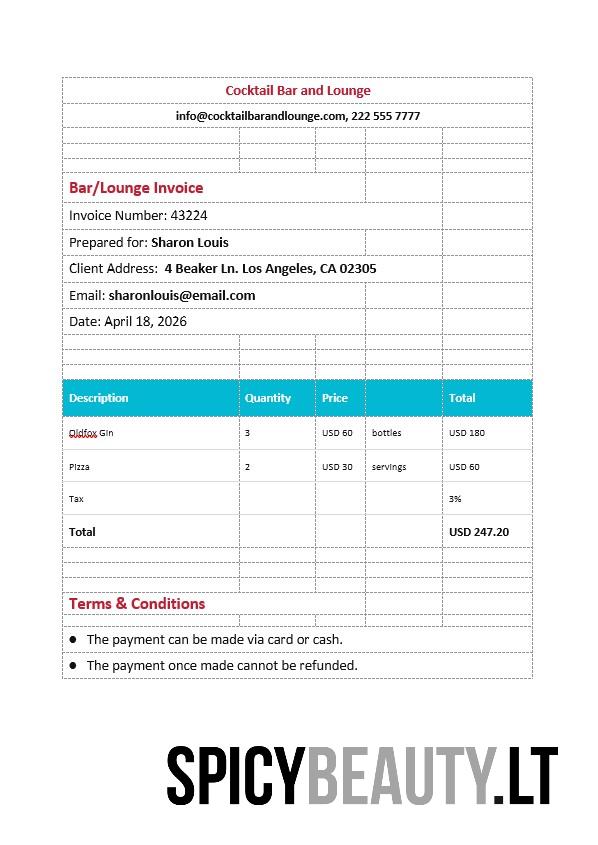 Cocktail Bar and Lounge
info@cocktailbarandlounge.com, 222 555 7777
Bar/Lounge Invoice
Invoice Number: 43224
Prepared for: Sharon Louis
Client Address: 4 Beaker Ln. Los Angeles, CA 02305
Email: sharonlouis@email.com
Date: April 18, 2026
Description Quantity Price Total
Oldfox Gin 3 USD 60 bottles USD 180
Pizza 2 USD 30 servings USD 60
Tax 3%
Total USD 247.20
Terms & Conditions
● The payment can be made via card or cash.
● The payment once made cannot be refunded.
SPICYBEAUTY.LT